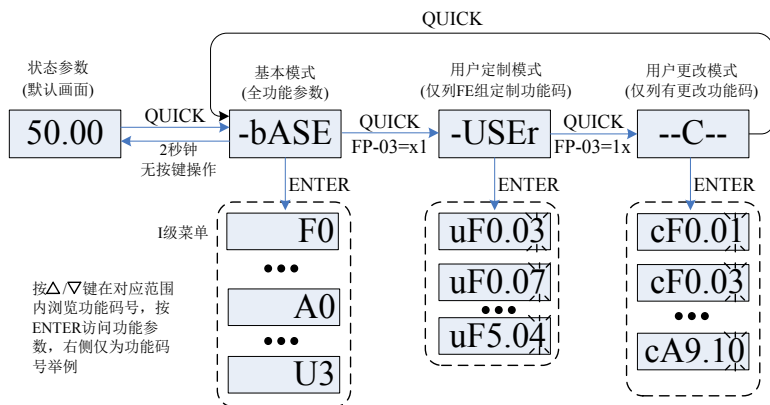 QUICK
状态参数
(默认画面)
基本模式
(全功能参数)
用户定制模式
(仅列FE组定制功能码)
用户更改模式
(仅列有更改功能码)
50.00
QUICK
2秒钟
无按键操作
-bASE
QUICK
FP-03=x1
-USEr
QUICK
FP-03=1x
--C--
ENTER
ENTER
ENTER
I级菜单
F0
•••
A0
•••
U3
uF0.03
uF0.07
•••
uF5.04
cF0.01
cF0.03
•••
cA9.10
按△/▽键在对应范围
内浏览功能码号，按
ENTER访问功能参
数，右侧仅为功能码
号举例